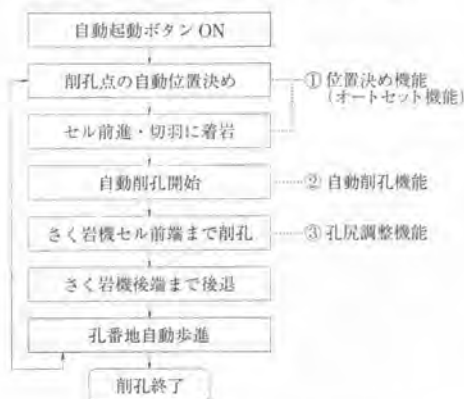 自動起動ボタン ON
削孔点の自動位置決め
① 位置決め機能
(オートセット機能)
セル前進・切羽に着岩
自動削孔開始
② 自動削孔機能
さく岩機セル前端まで削孔
③ 孔尻調整機能
さく岩機後端まで後退
孔番地自動歩進
削孔終了